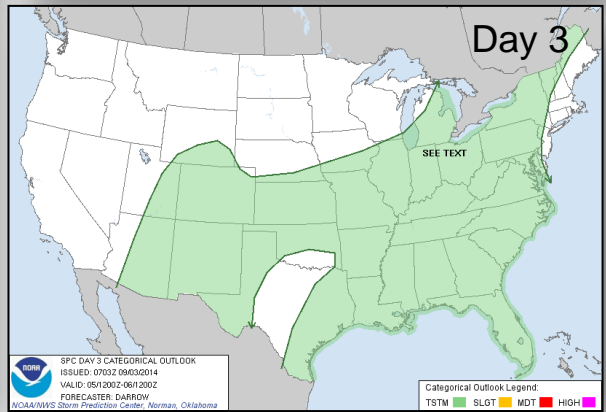 Day 3
SEE TEXT
NOAA
SPC DAY 3 CATEGORICAL OUTLOOK
ISSUED: 0703Z 09/03/2014
VALID: 05/1200Z-06/1200Z
FORECASTER: DARROW
NOAA/NWS Storm Prediction Center, Norman, Oklahoma
Categorical Outlook Legend:
TSTM SLGT MDT HIGH